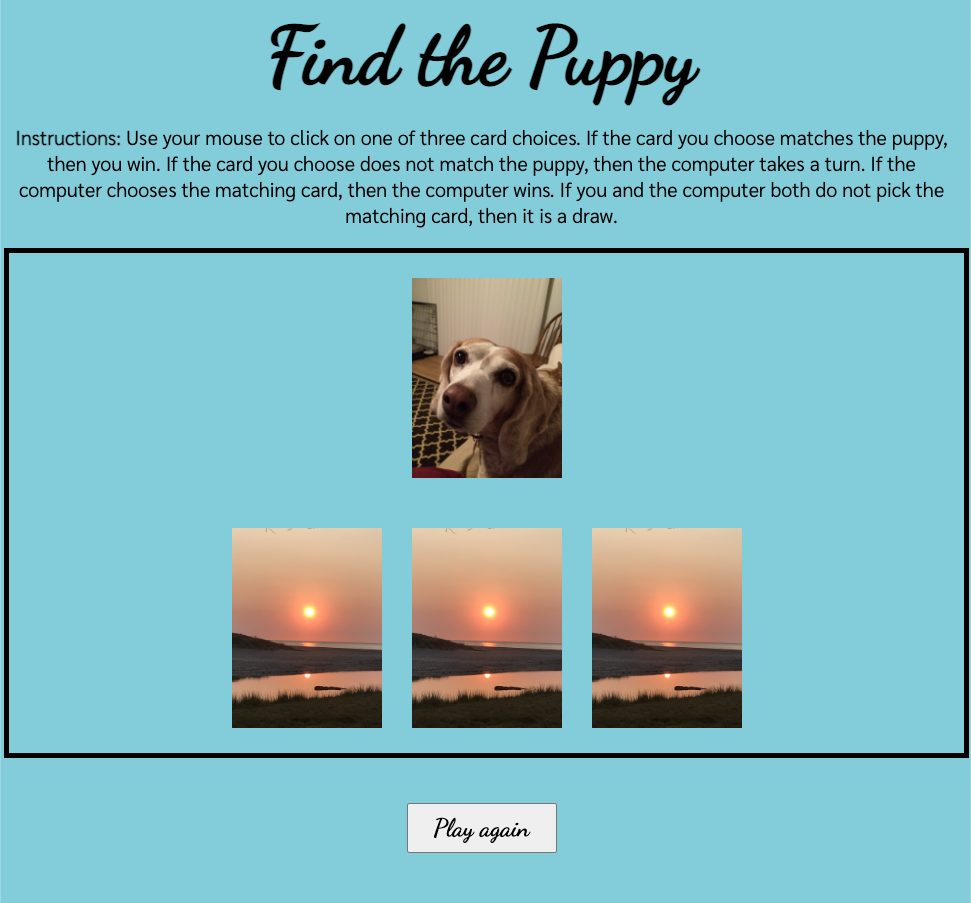 Find the Puppy
Instructions: Use your mouse to click on one of three card choices. If the card you choose matches the puppy,
then you win. If the card you choose does not match the puppy, then the computer takes a turn. If the
computer chooses the matching card, then the computer wins. If you and the computer both do not pick the
matching card, then it is a draw.
Play again